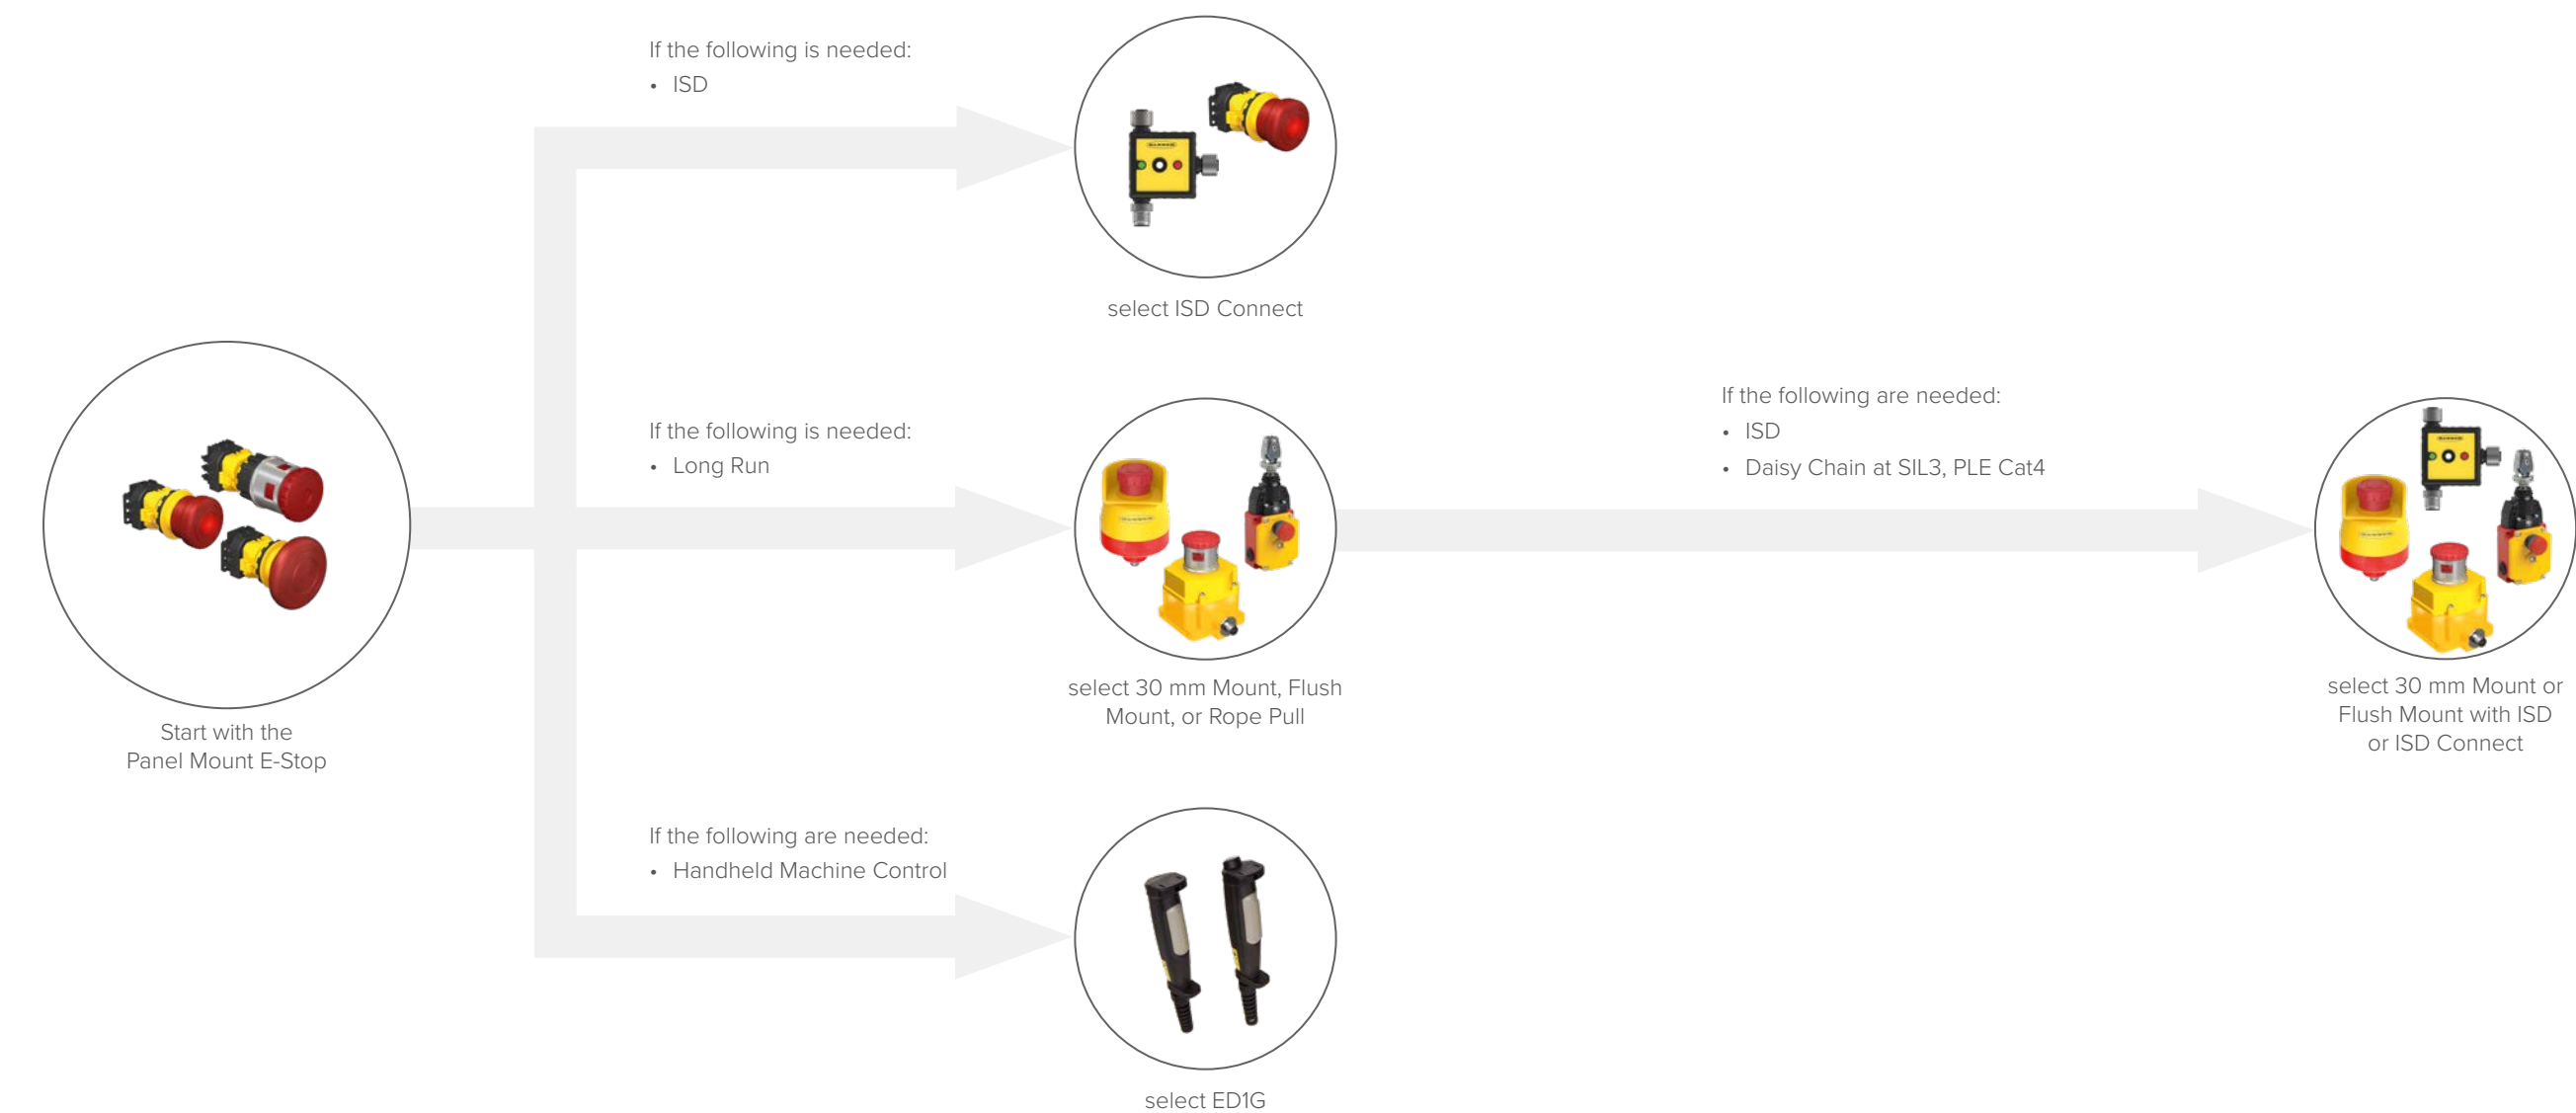 If the following is needed:
• ISD
select ISD Connect
Start with the
Panel Mount E-Stop
If the following is needed:
• Long Run
select 30 mm Mount, Flush
Mount, or Rope Pull
If the following are needed:
• ISD
• Daisy Chain at SIL3, PLE Cat4
select 30 mm Mount or
Flush Mount with ISD
or ISD Connect
If the following are needed:
• Handheld Machine Control
select ED1G